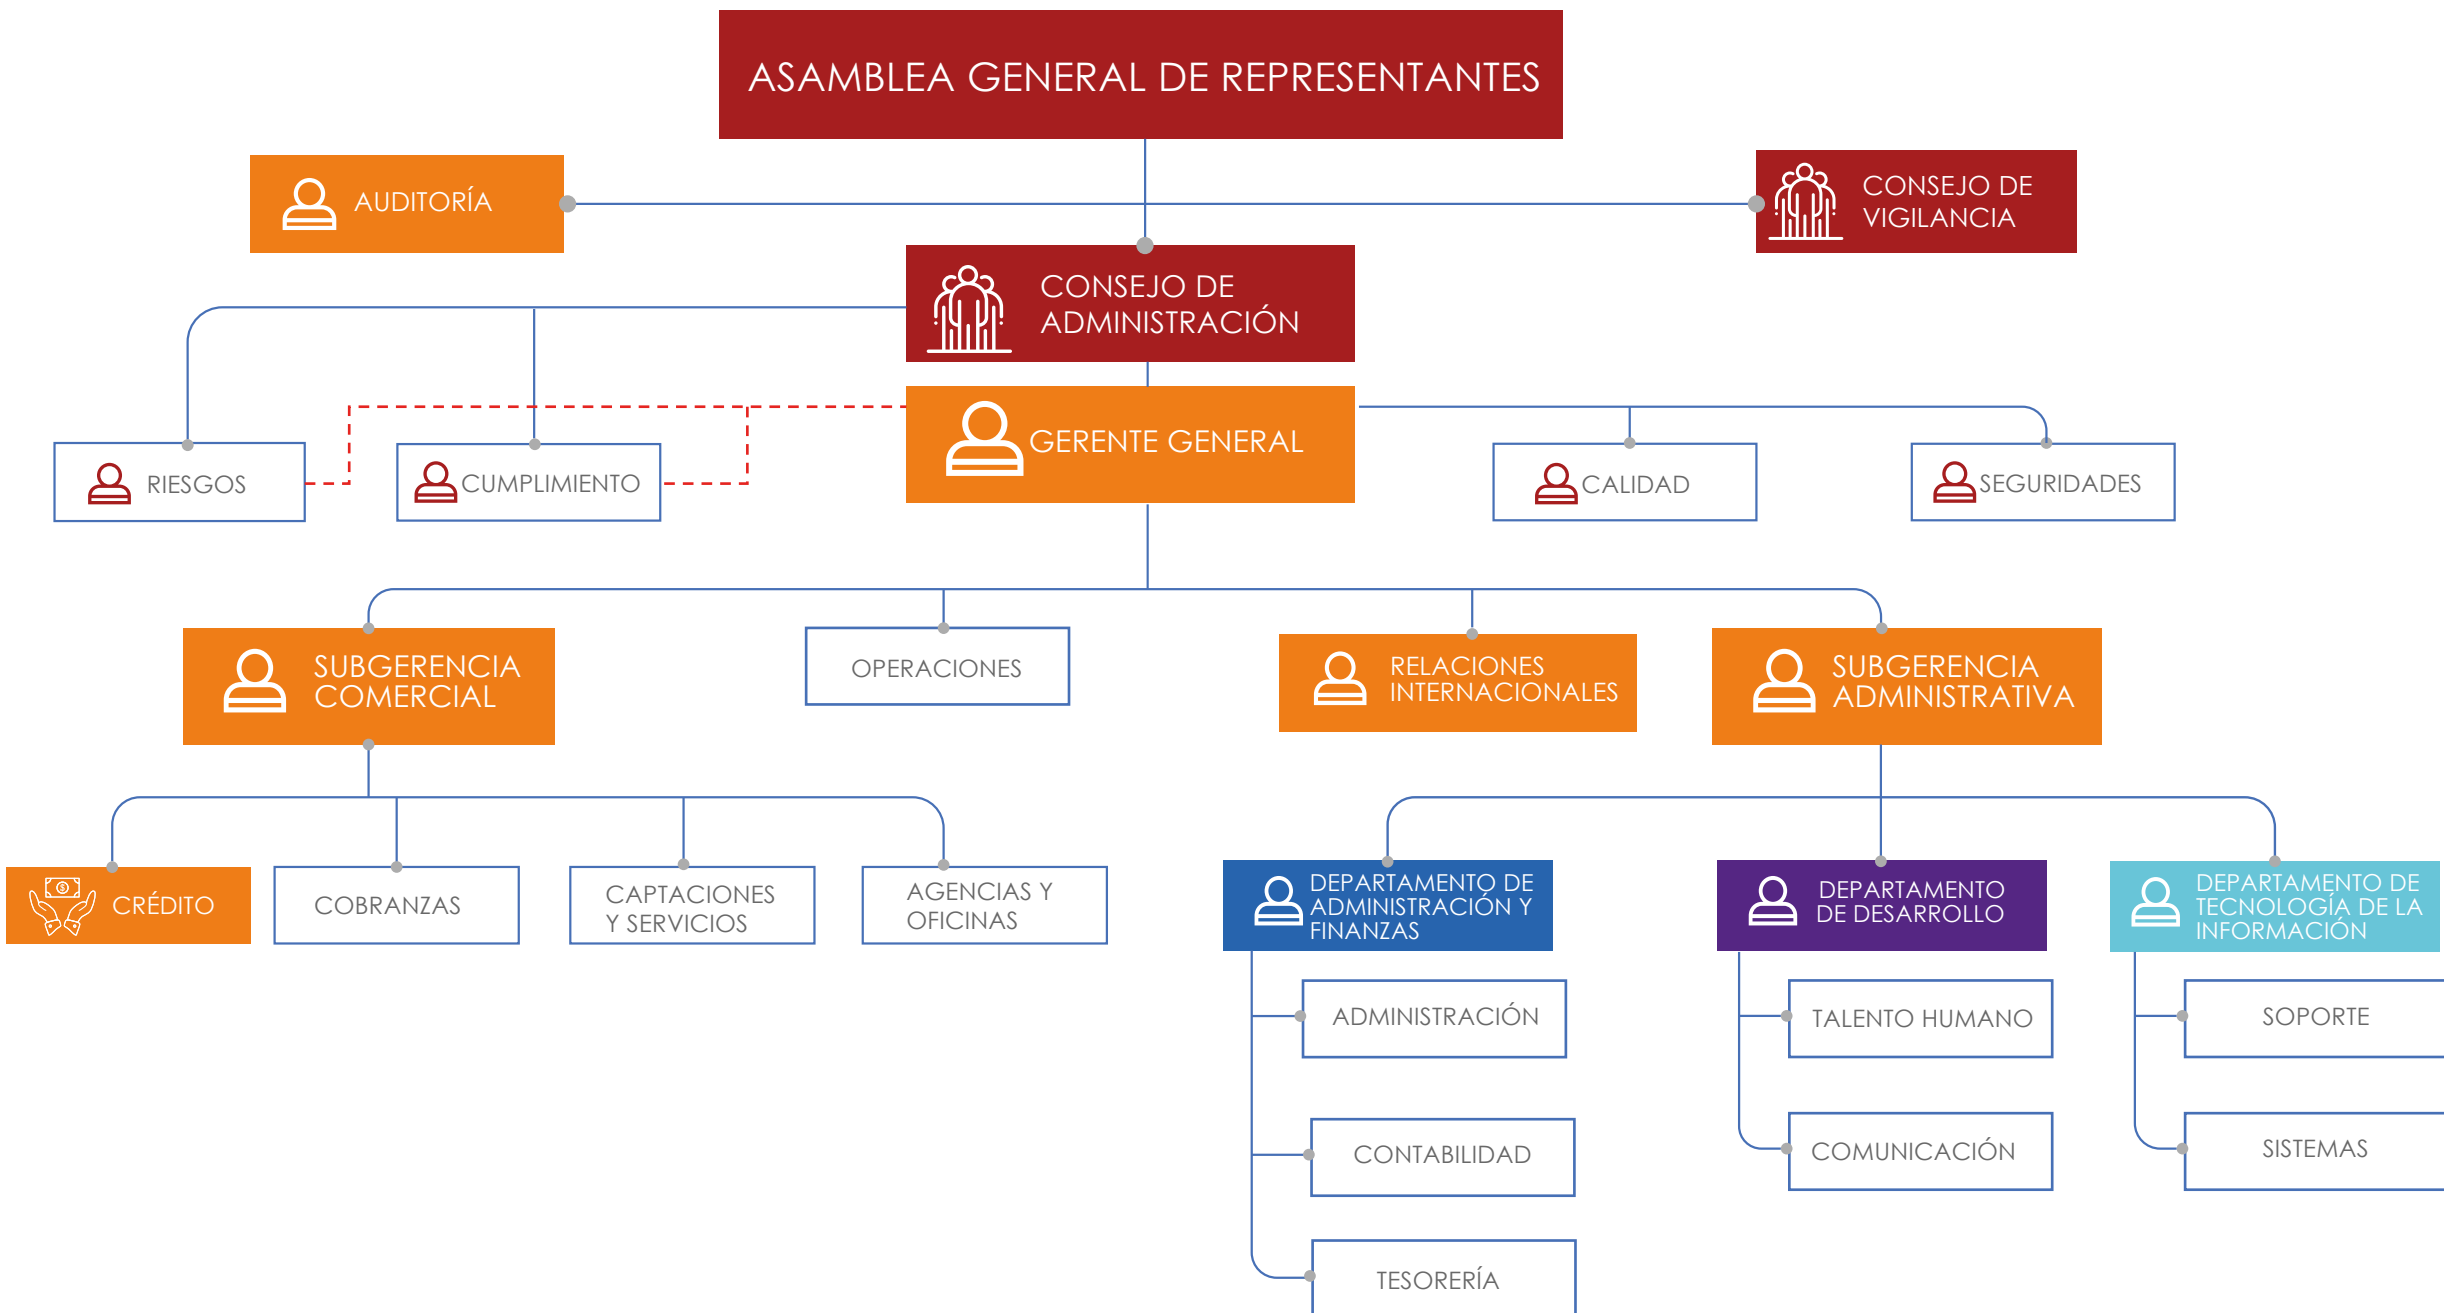 ASAMBLEA GENERAL DE REPRESENTANTES
AUDITORÍA
CONSEJO DE
VIGILANCIA
CONSEJO DE
ADMINISTRACIÓN
GERENTE GENERAL
RIESGOS
CUMPLIMIENTO
CALIDAD
SEGURIDADES
SUBGERENCIA
COMERCIAL
OPERACIONES
RELACIONES
INTERNACIONALES
SUBGERENCIA
ADMINISTRATIVA
$
CRÉDITO
COBRANZAS
CAPTACIONES
Y SERVICIOS
AGENCIAS Y
OFICINAS
DEPARTAMENTO DE
ADMINISTRACIÓN Y
FINANZAS
DEPARTAMENTO
DE DESARROLLO
DEPARTAMENTO DE
TECNOLOGÍA DE LA
INFORMACIÓN
ADMINISTRACIÓN
TALENTO HUMANO
SOPORTE
CONTABILIDAD
COMUNICACIÓN
SISTEMAS
TESORERÍA